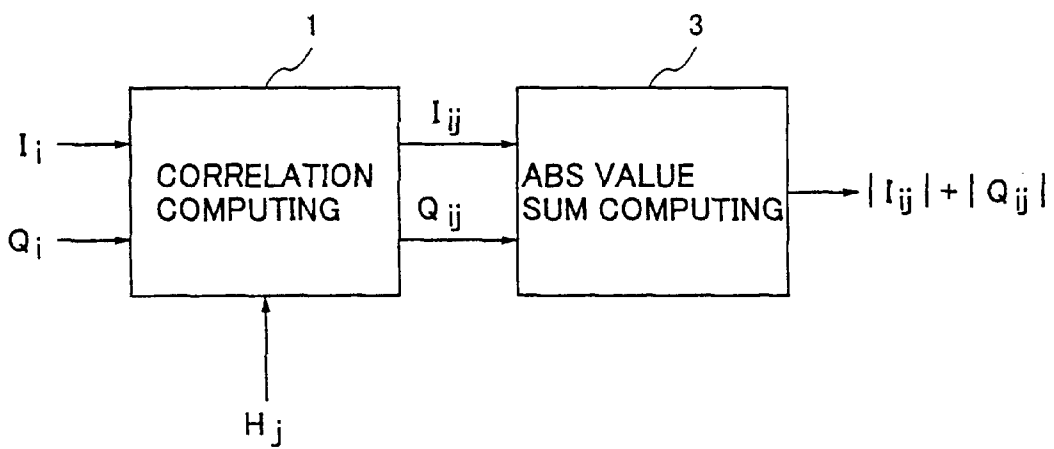 1
3
I_i
Q_i
CORRELATION
COMPUTING
I_ij
Q_ij
ABS VALUE
SUM COMPUTING
|I_ij| + |Q_ij|
H_j